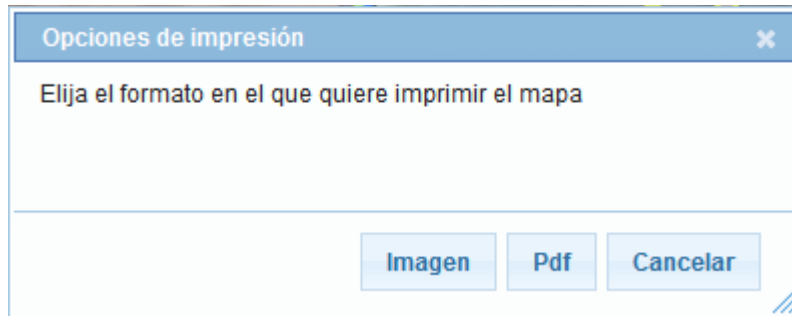 Opciones de impresión
Elija el formato en el que quiere imprimir el mapa
Imagen Pdf Cancelar